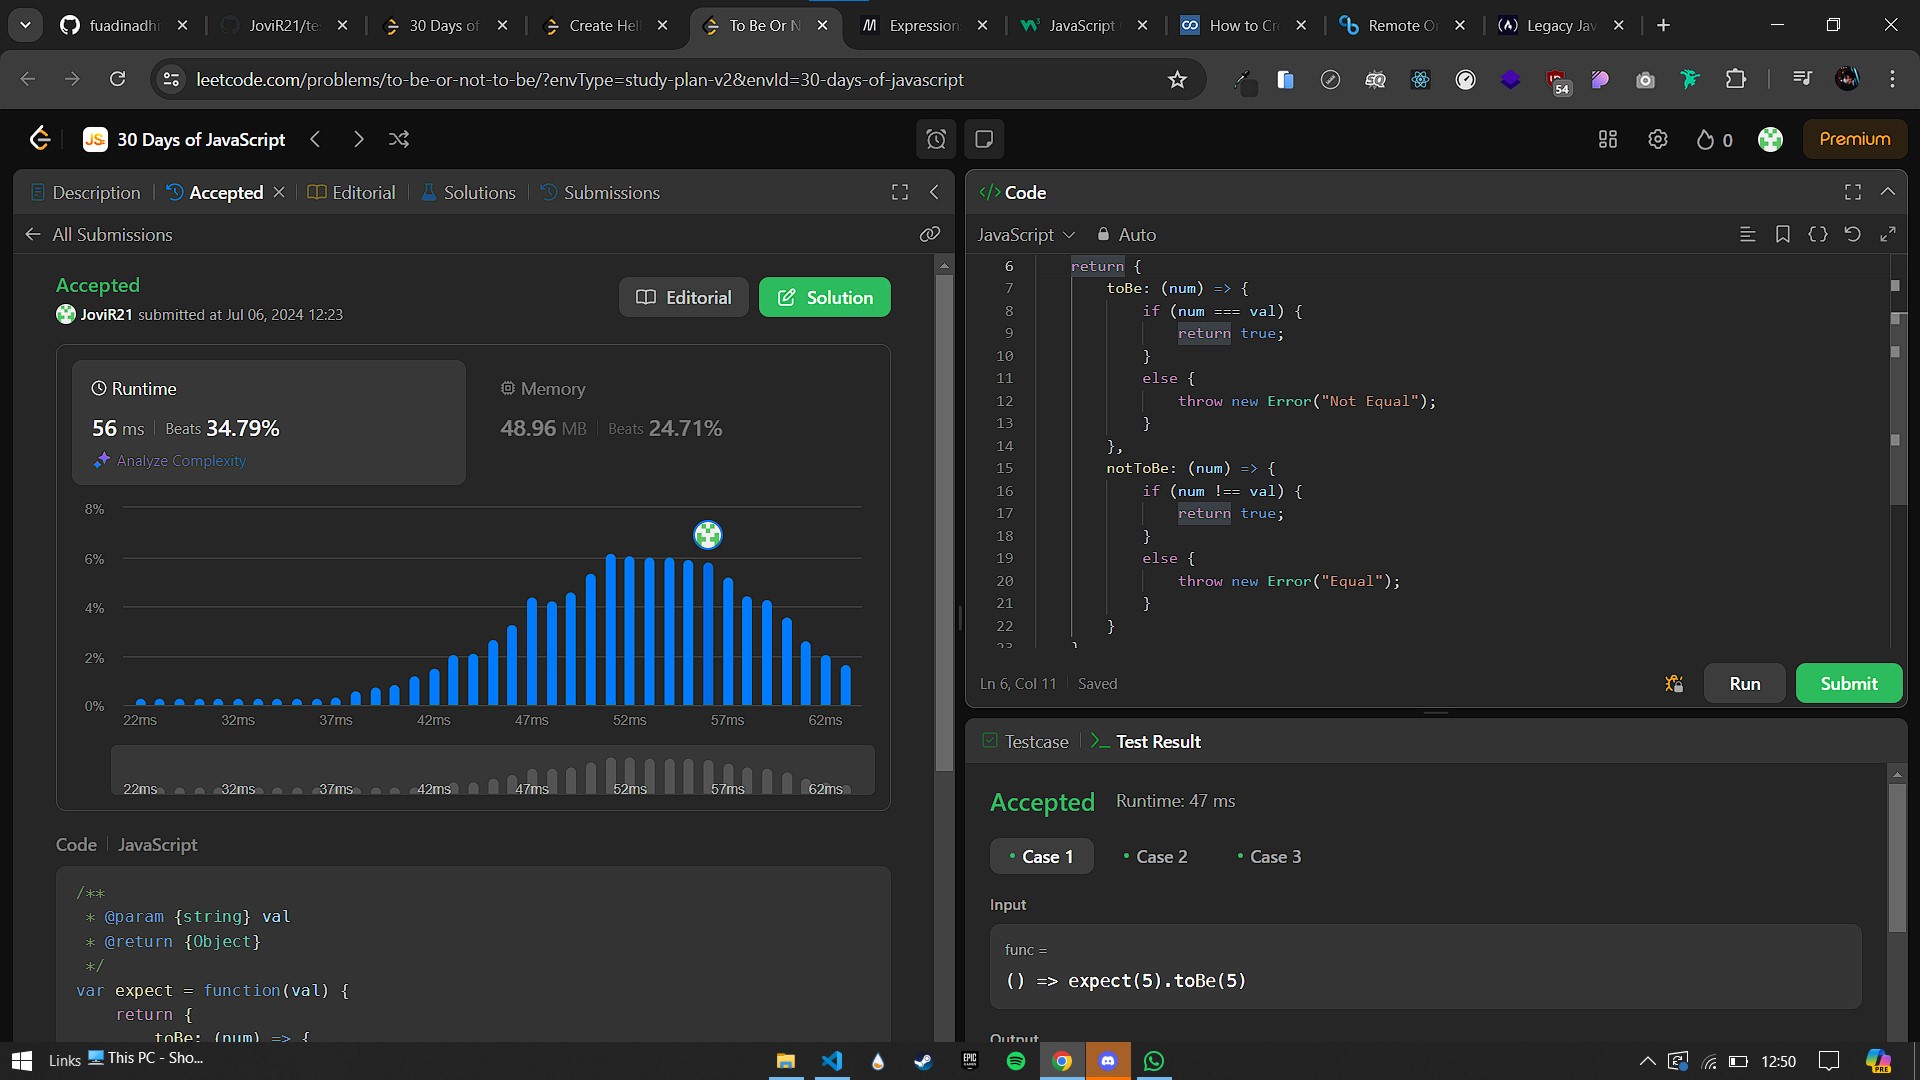 fuadinadhi
JoviR21/te
30 Days of
Create Hell
To Be Or N
Expression
JavaScript
How to Cr
Remote O
Legacy Jav
leetcode.com/problems/to-be-or-not-to-be/?envType=study-plan-v2&envId=30-days-of-javascript
54
JS 30 Days of JavaScript
0
Premium
Description
Accepted
Editorial
Solutions
Submissions
All Submissions
Accepted
JoviR21 submitted at Jul 06, 2024 12:23
Editorial
Solution
Runtime
56 ms | Beats 34.79%
Analyze Complexity
Memory
48.96 MB | Beats 24.71%
8%
6%
4%
2%
0%
22ms 32ms 37ms 42ms 47ms 52ms 57ms 62ms
22ms 32ms 37ms 42ms 47ms 52ms 57ms 62ms
Code | JavaScript
/**
* @param {string} val
* @return {Object}
*/
var expect = function(val) {
return {
toBe: (num) => {
</> Code
JavaScript
Auto
6 return {
7 toBe: (num) => {
8 if (num === val) {
9 return true;
10 }
11 else {
12 throw new Error("Not Equal");
13 }
14 },
15 notToBe: (num) => {
16 if (num !== val) {
17 return true;
18 }
19 else {
20 throw new Error("Equal");
21 }
22 }
23 }
Ln 6, Col 11 | Saved
Run
Submit
Testcase
Test Result
Accepted Runtime: 47 ms
Case 1
Case 2
Case 3
Input
func =
() => expect(5).toBe(5)
Output
Links
This PC - Sho...
EPIC GAMES
12:50
PRE